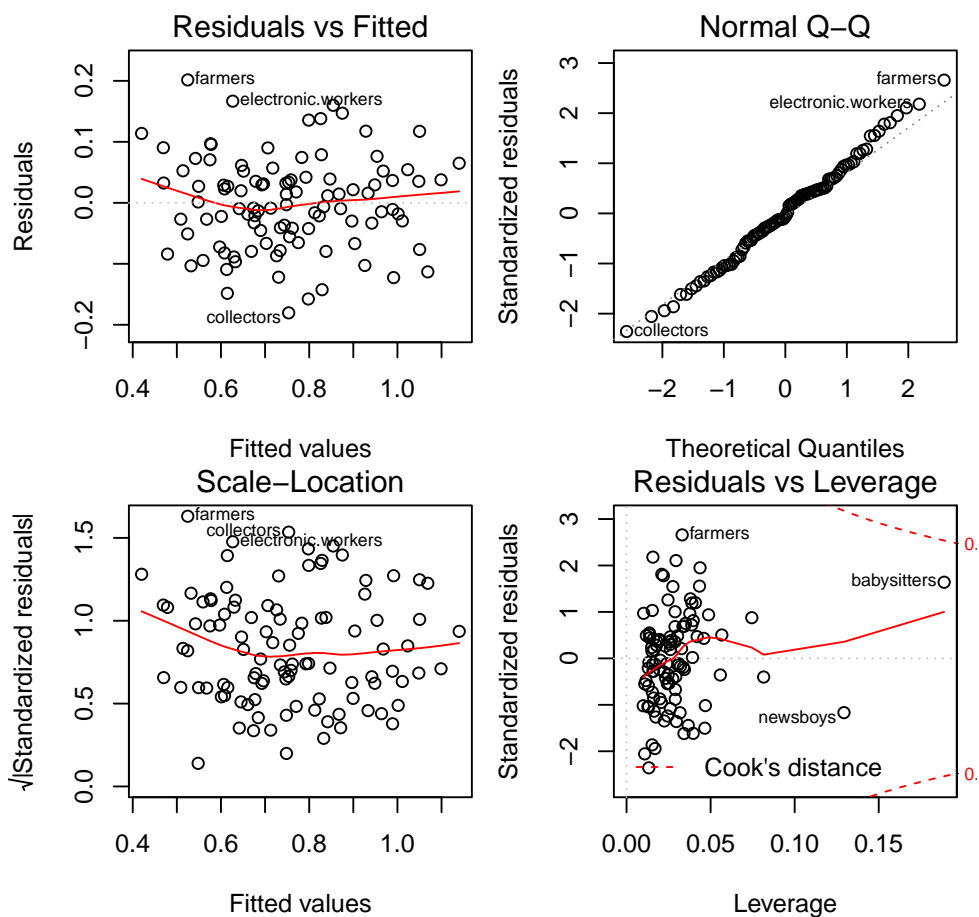 Residuals vs Fitted
Residuals
0.2
0.1
0.0
−0.2
farmers
electronic.workers
collectors
0.4 0.6 0.8 1.0
Fitted values
Normal Q−Q
Standardized residuals
3
2
1
0
−1
−2
farmers
electronic.workers
collectors
−2 −1 0 1 2
Theoretical Quantiles
Scale−Location
√|Standardized residuals|
1.5
1.0
0.5
0.0
farmers
collectors
electronic.workers
0.4 0.6 0.8 1.0
Fitted values
Residuals vs Leverage
Standardized residuals
3
2
1
0
−2
farmers
babysitters
newsboys
Cook's distance
0.
0.
0.00 0.05 0.10 0.15
Leverage